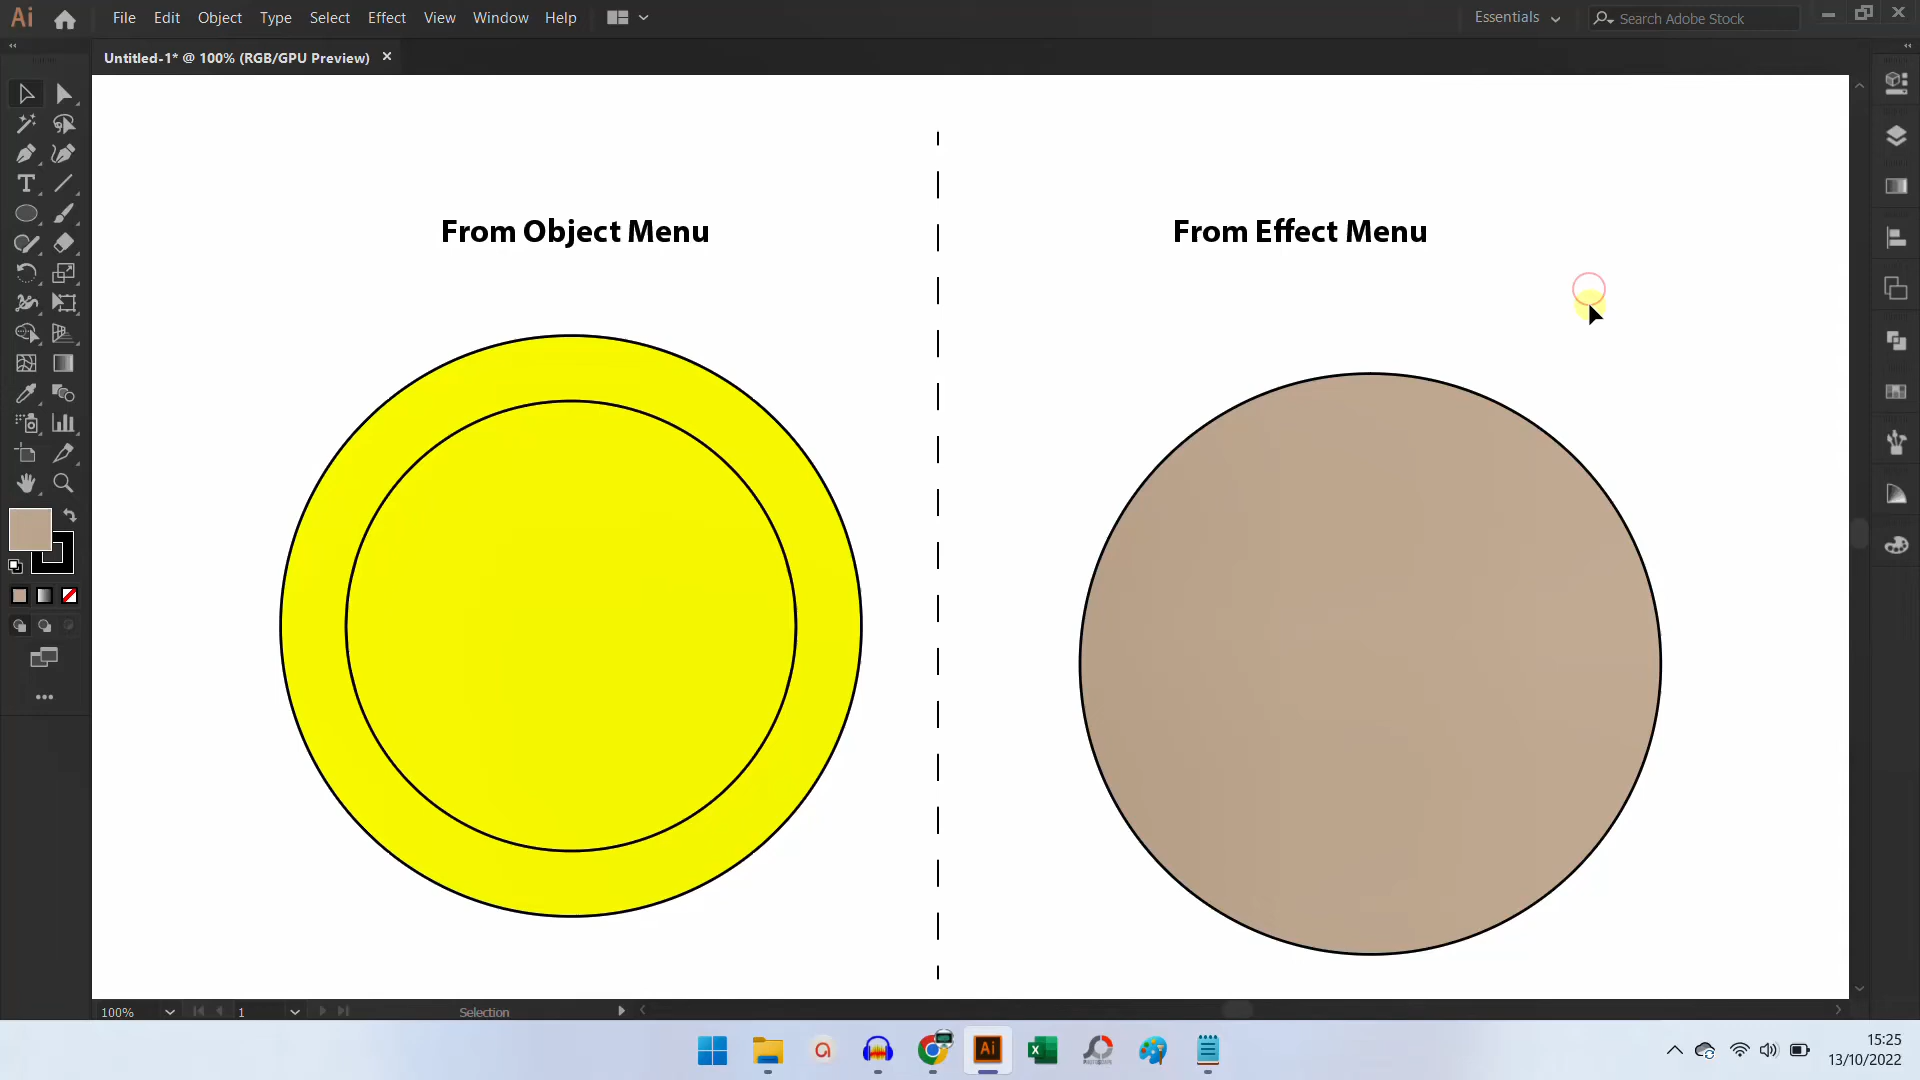 Ai File Edit Object Type Select Effect View Window Help Essentials Search Adobe Stock
Untitled-1* @ 100% (RGB/GPU Preview) ×
From Object Menu
From Effect Menu
100% 1 Selection
Ai
15:25
13/10/2022